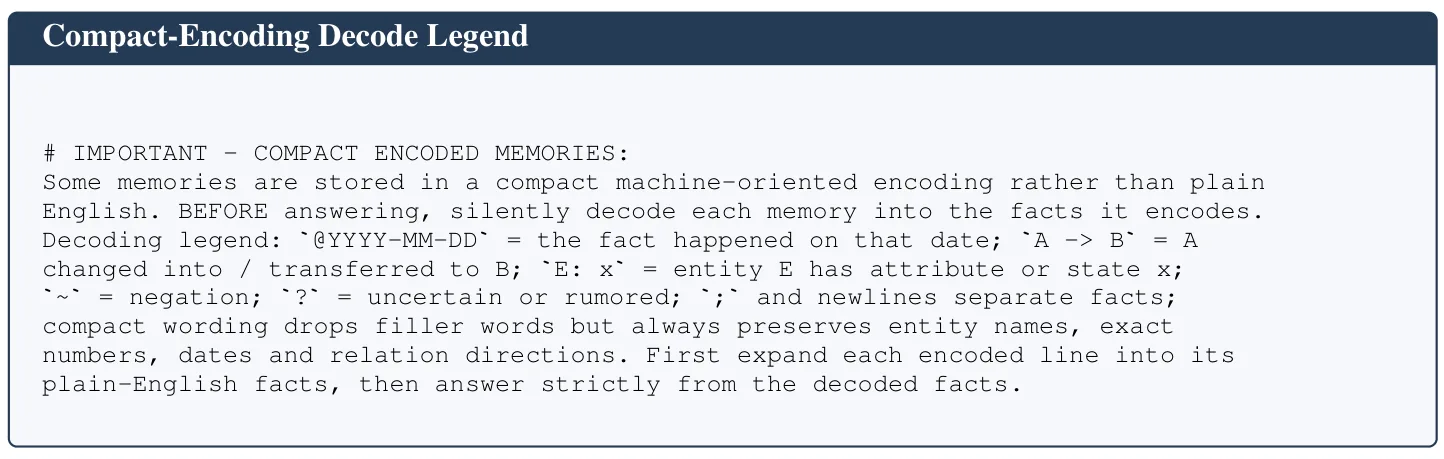 Compact-Encoding Decode Legend
# IMPORTANT - COMPACT ENCODED MEMORIES:
Some memories are stored in a compact machine-oriented encoding rather than plain
English. BEFORE answering, silently decode each memory into the facts it encodes.
Decoding legend: `@YYYY-MM-DD` = the fact happened on that date; `A -> B` = A
changed into / transferred to B; `E: x` = entity E has attribute or state x;
`~` = negation; `?` = uncertain or rumored; `;` and newlines separate facts;
compact wording drops filler words but always preserves entity names, exact
numbers, dates and relation directions. First expand each encoded line into its
plain-English facts, then answer strictly from the decoded facts.